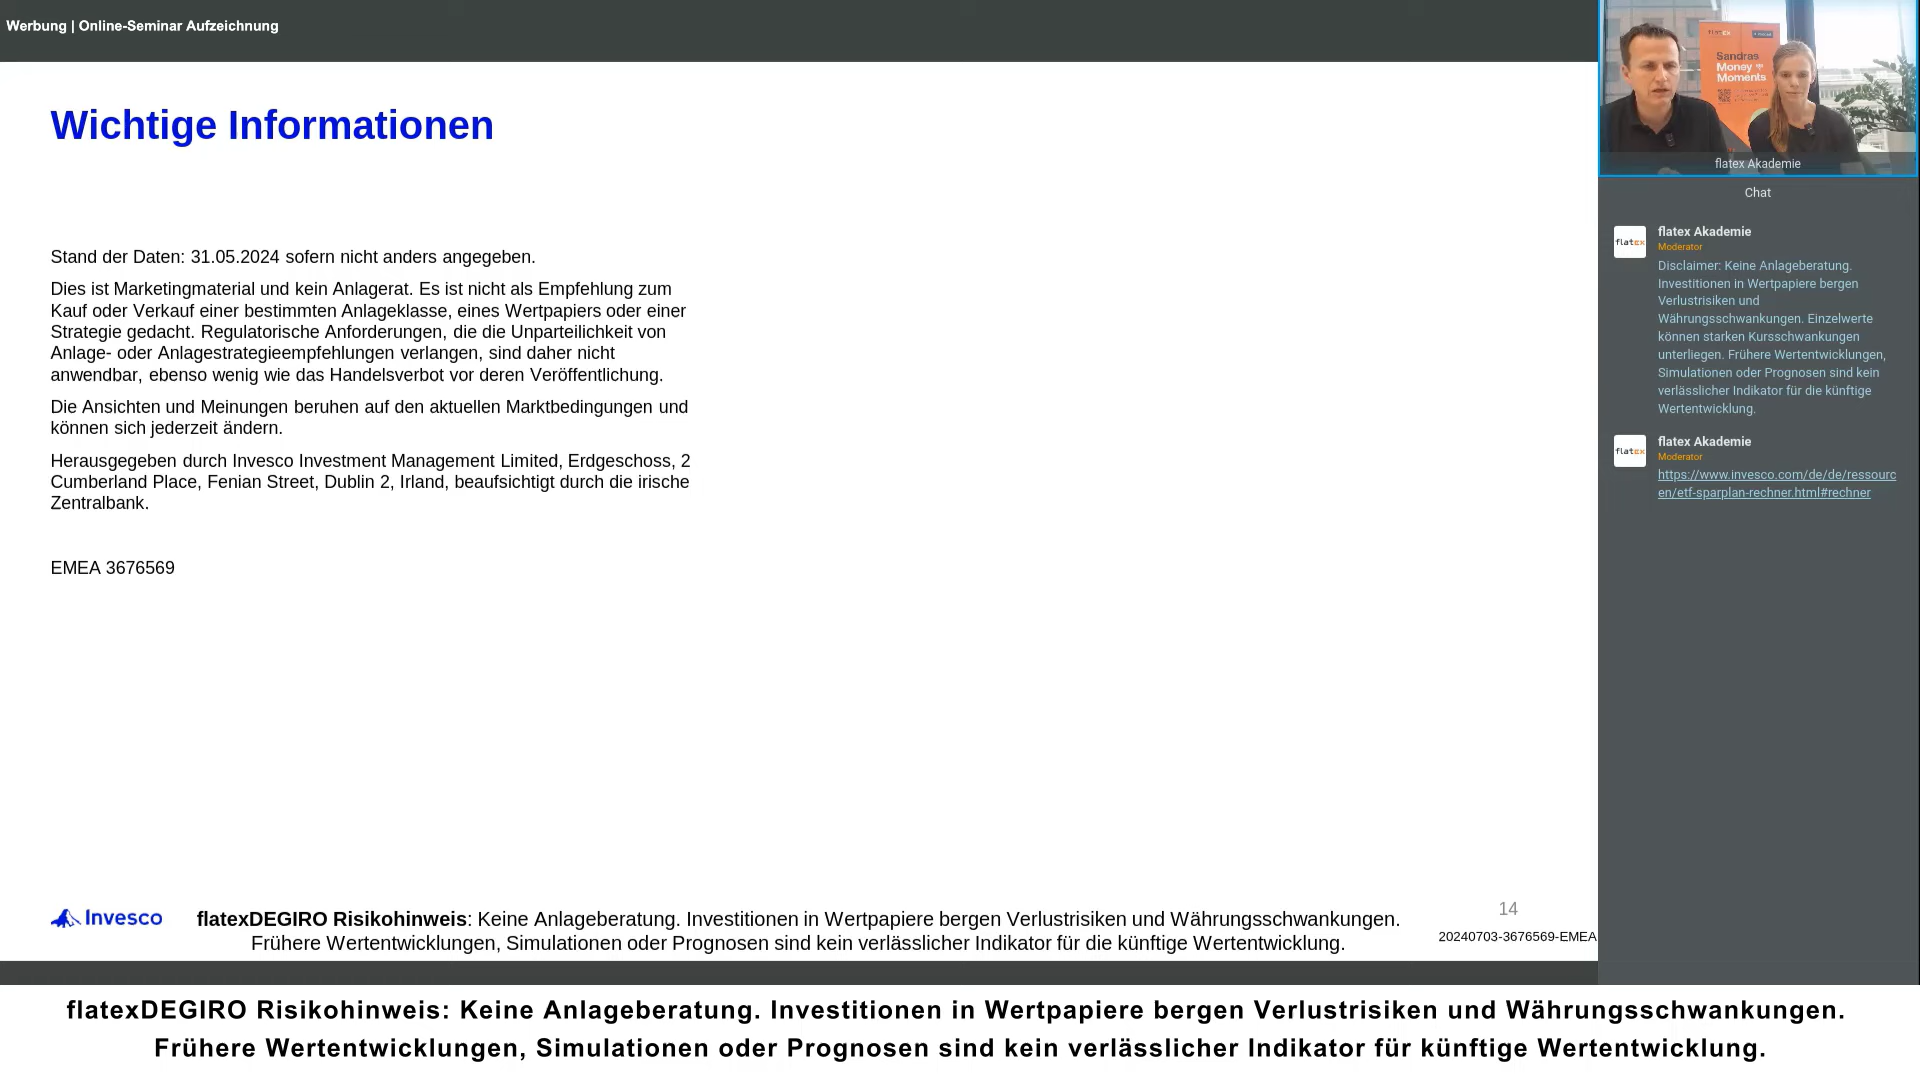 Werbung | Online-Seminar Aufzeichnung
Wichtige Informationen
Stand der Daten: 31.05.2024 sofern nicht anders angegeben.
Dies ist Marketingmaterial und kein Anlagerat. Es ist nicht als Empfehlung zum
Kauf oder Verkauf einer bestimmten Anlageklasse, eines Wertpapiers oder einer
Strategie gedacht. Regulatorische Anforderungen, die die Unparteilichkeit von
Anlage- oder Anlagestrategieempfehlungen verlangen, sind daher nicht
anwendbar, ebenso wenig wie das Handelsverbot vor deren Veröffentlichung.
Die Ansichten und Meinungen beruhen auf den aktuellen Marktbedingungen und
können sich jederzeit ändern.
Herausgegeben durch Invesco Investment Management Limited, Erdgeschoss, 2
Cumberland Place, Fenian Street, Dublin 2, Irland, beaufsichtigt durch die irische
Zentralbank.
EMEA 3676569
Invesco
flatexDEGIRO Risikohinweis: Keine Anlageberatung. Investitionen in Wertpapiere bergen Verlustrisiken und Währungsschwankungen.
Frühere Wertentwicklungen, Simulationen oder Prognosen sind kein verlässlicher Indikator für die künftige Wertentwicklung.
14
20240703-3676569-EMEA
flatex
Sandras
Money
Moments
flatex Akademie
Chat
flatex
flatex Akademie
Moderator
Disclaimer: Keine Anlageberatung.
Investitionen in Wertpapiere bergen
Verlustrisiken und
Währungsschwankungen. Einzelwerte
können starken Kursschwankungen
unterliegen. Frühere Wertentwicklungen,
Simulationen oder Prognosen sind kein
verlässlicher Indikator für die künftige
Wertentwicklung.
flatex
flatex Akademie
Moderator
https://www.invesco.com/de/de/ressourc
en/etf-sparplan-rechner.html#rechner
flatexDEGIRO Risikohinweis: Keine Anlageberatung. Investitionen in Wertpapiere bergen Verlustrisiken und Währungsschwankungen.
Frühere Wertentwicklungen, Simulationen oder Prognosen sind kein verlässlicher Indikator für künftige Wertentwicklung.